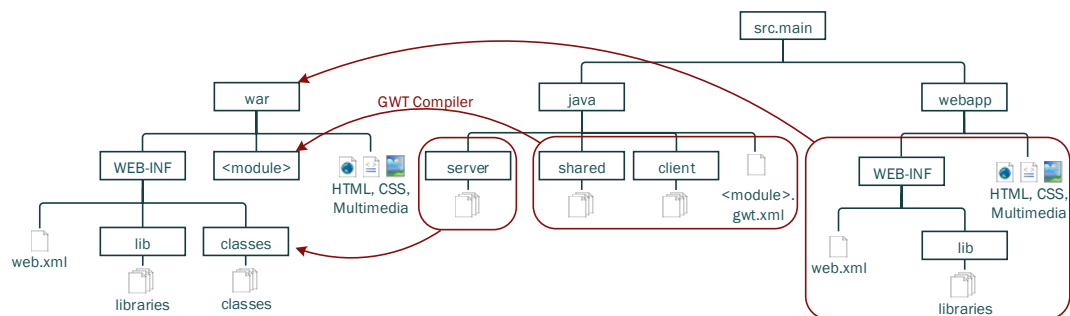 src.main
war
java
webapp
GWT Compiler
WEB-INF
<module>
HTML, CSS,
Multimedia
server
shared
client
<module>.
gwt.xml
WEB-INF
HTML, CSS,
Multimedia
web.xml
lib
classes
web.xml
lib
libraries
classes
libraries